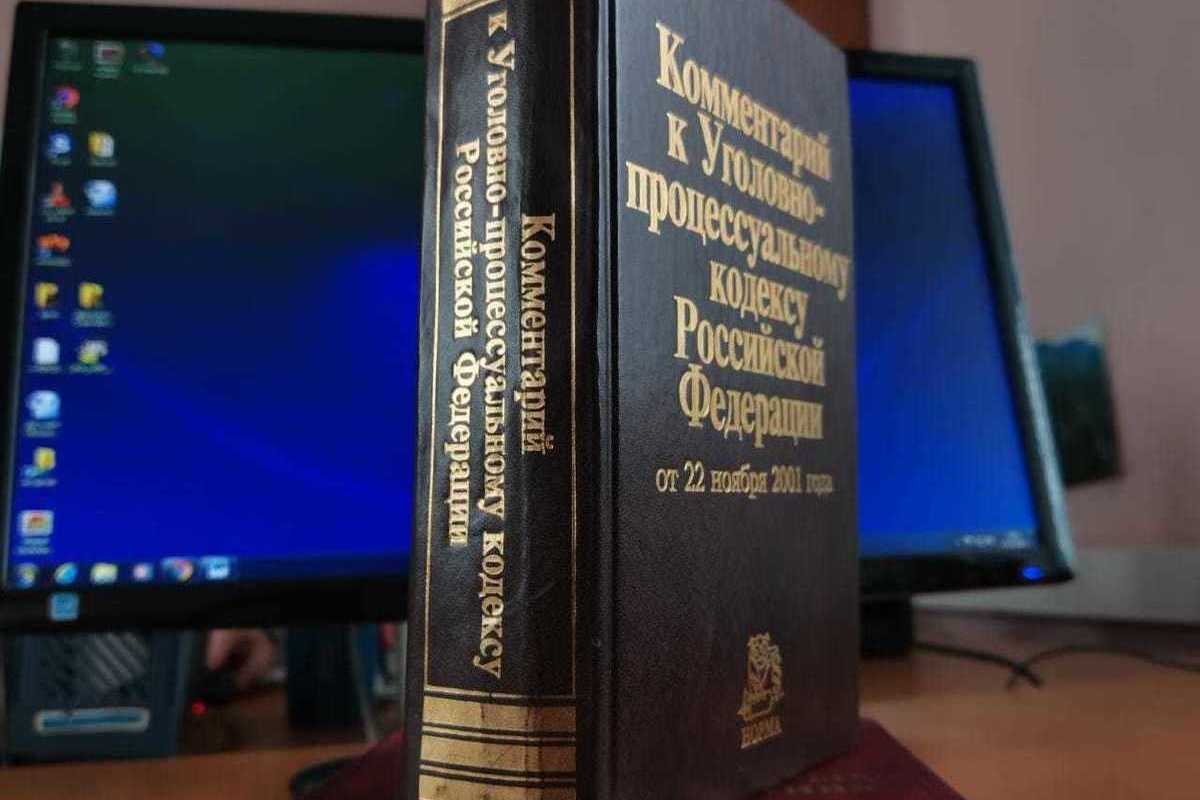 Комментарий
к Уголовно-процессуальному кодексу
Российской Федерации
Комментарий
к Уголовно-
процессуальному
кодексу
Российской
Федерации
от 22 ноября 2001 года
НОРМА